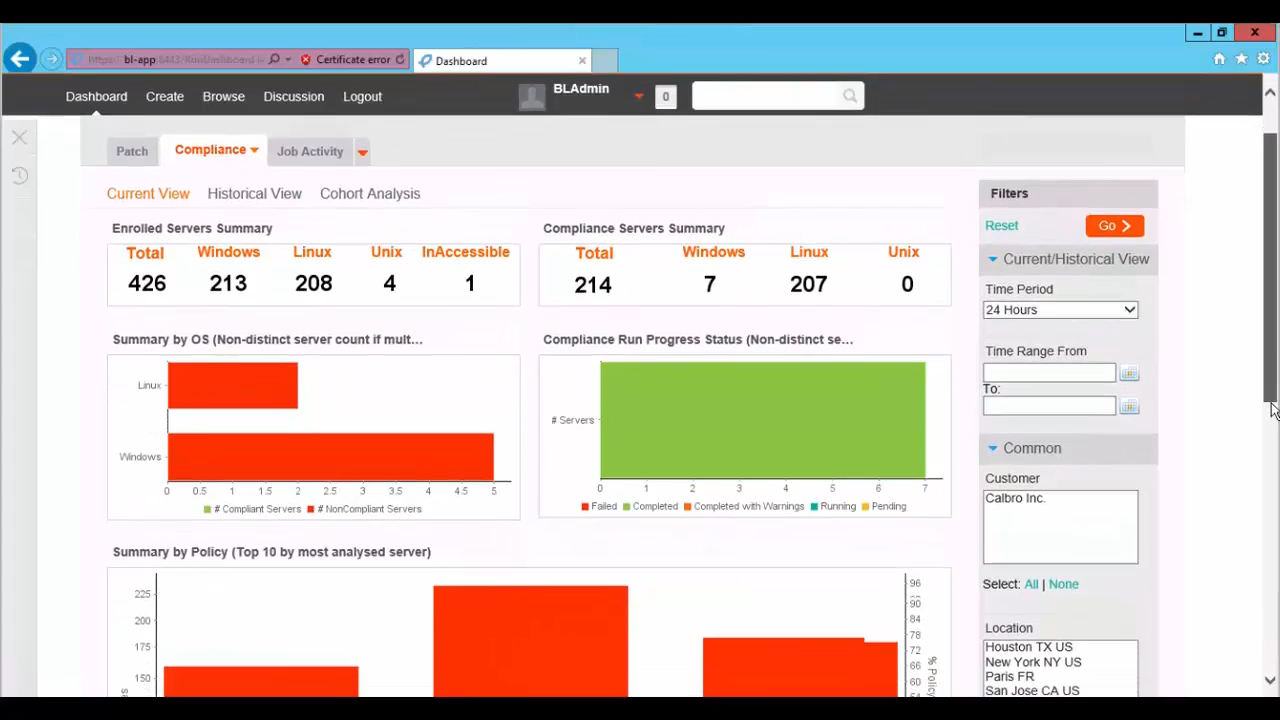 bl-app
Certificate error
Dashboard
Dashboard Create Browse Discussion Logout
BLAdmin
0
Patch Compliance Job Activity
Current View Historical View Cohort Analysis
Enrolled Servers Summary
Total Windows Linux Unix InAccessible
426 213 208 4 1
Compliance Servers Summary
Total Windows Linux Unix
214 7 207 0
Summary by OS (Non-distinct server count if mult...
Linux
Windows
0 0.5 1 1.5 2 2.5 3 3.5 4 4.5 5
# Compliant Servers # NonCompliant Servers
Compliance Run Progress Status (Non-distinct se...
# Servers
0 1 2 3 4 5 6 7
Failed Completed Completed with Warnings Running Pending
Summary by Policy (Top 10 by most analysed server)
225
200
175
150
96
90
84
78
72
66
60
% Policy
Filters
Reset Go
Current/Historical View
Time Period
24 Hours
Time Range From
To:
Common
Customer
Calbro Inc.
Select: All | None
Location
Houston TX US
New York NY US
Paris FR
San Jose CA US